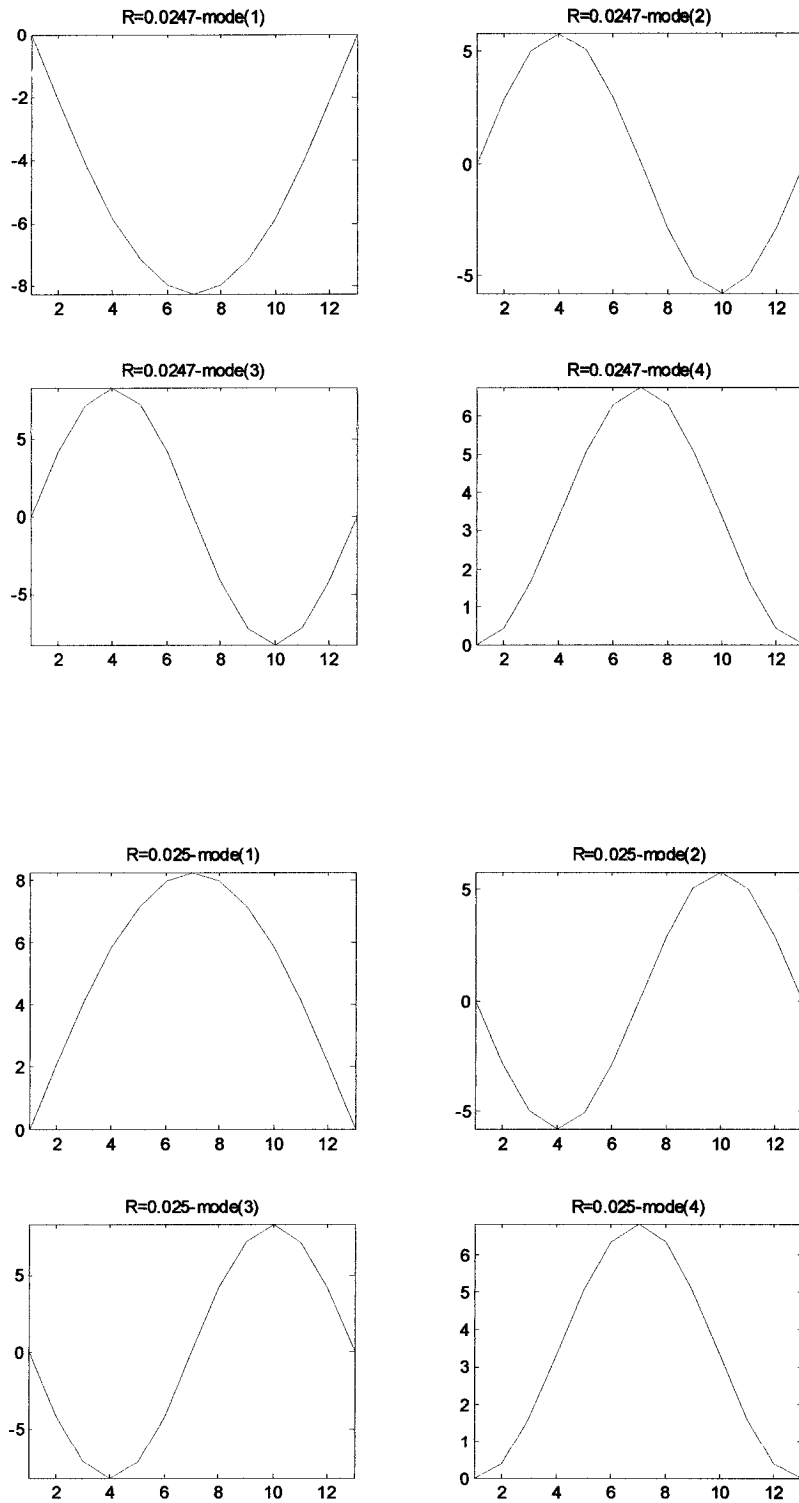 R=0.0247-mode(1)
0
-2
-4
-6
-8
2 4 6 8 10 12
R=0.0247-mode(2)
5
0
-5
2 4 6 8 10 12
R=0.0247-mode(3)
5
0
-5
2 4 6 8 10 12
R=0.0247-mode(4)
6
5
4
3
2
1
0
2 4 6 8 10 12
R=0.025-mode(1)
8
6
4
2
0
2 4 6 8 10 12
R=0.025-mode(2)
5
0
-5
2 4 6 8 10 12
R=0.025-mode(3)
5
0
-5
2 4 6 8 10 12
R=0.025-mode(4)
6
5
4
3
2
1
0
2 4 6 8 10 12